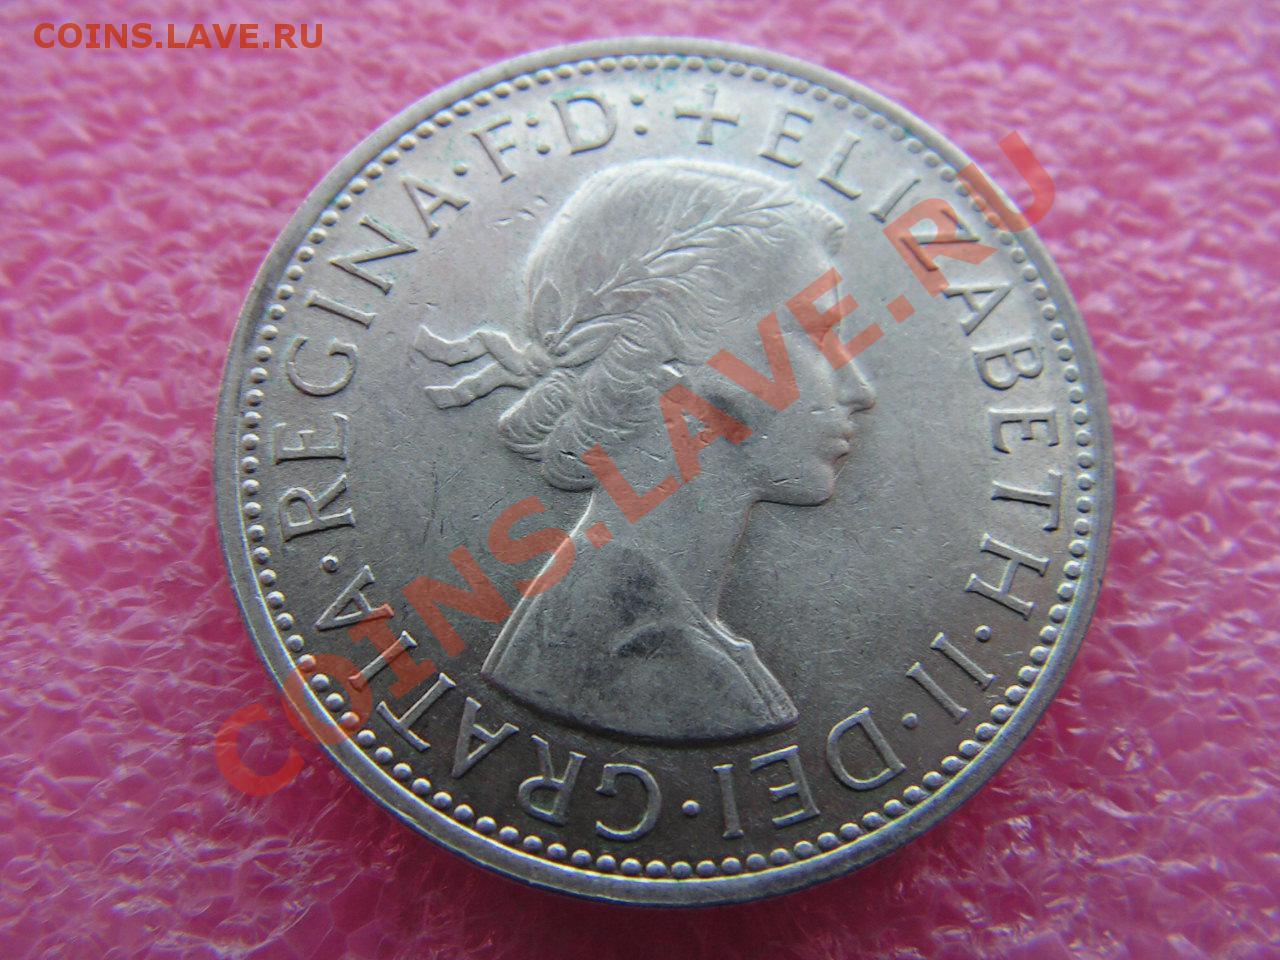 COINS.LAVE.RU
+ ELIZABETH·II·DEI·GRATIA·REGINA·F:D:
COINS.LAVE.RU